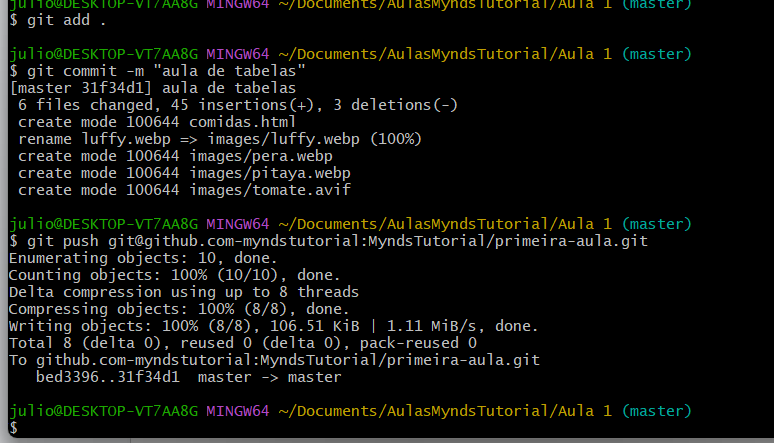 julio@DESKTOP-VT7AA8G MINGW64 ~/Documents/AulasMyndsTutorial/Aula 1 (master)
$ git add .
julio@DESKTOP-VT7AA8G MINGW64 ~/Documents/AulasMyndsTutorial/Aula 1 (master)
$ git commit -m "aula de tabelas"
[master 31f34d1] aula de tabelas
 6 files changed, 45 insertions(+), 3 deletions(-)
 create mode 100644 comidas.html
 rename luffy.webp => images/luffy.webp (100%)
 create mode 100644 images/pera.webp
 create mode 100644 images/pitaya.webp
 create mode 100644 images/tomate.avif
julio@DESKTOP-VT7AA8G MINGW64 ~/Documents/AulasMyndsTutorial/Aula 1 (master)
$ git push git@github.com-myndstutorial:MyndsTutorial/primeira-aula.git
Enumerating objects: 10, done.
Counting objects: 100% (10/10), done.
Delta compression using up to 8 threads
Compressing objects: 100% (8/8), done.
Writing objects: 100% (8/8), 106.51 KiB | 1.11 MiB/s, done.
Total 8 (delta 0), reused 0 (delta 0), pack-reused 0
To github.com-myndstutorial:MyndsTutorial/primeira-aula.git
   bed3396..31f34d1  master -> master
julio@DESKTOP-VT7AA8G MINGW64 ~/Documents/AulasMyndsTutorial/Aula 1 (master)
$